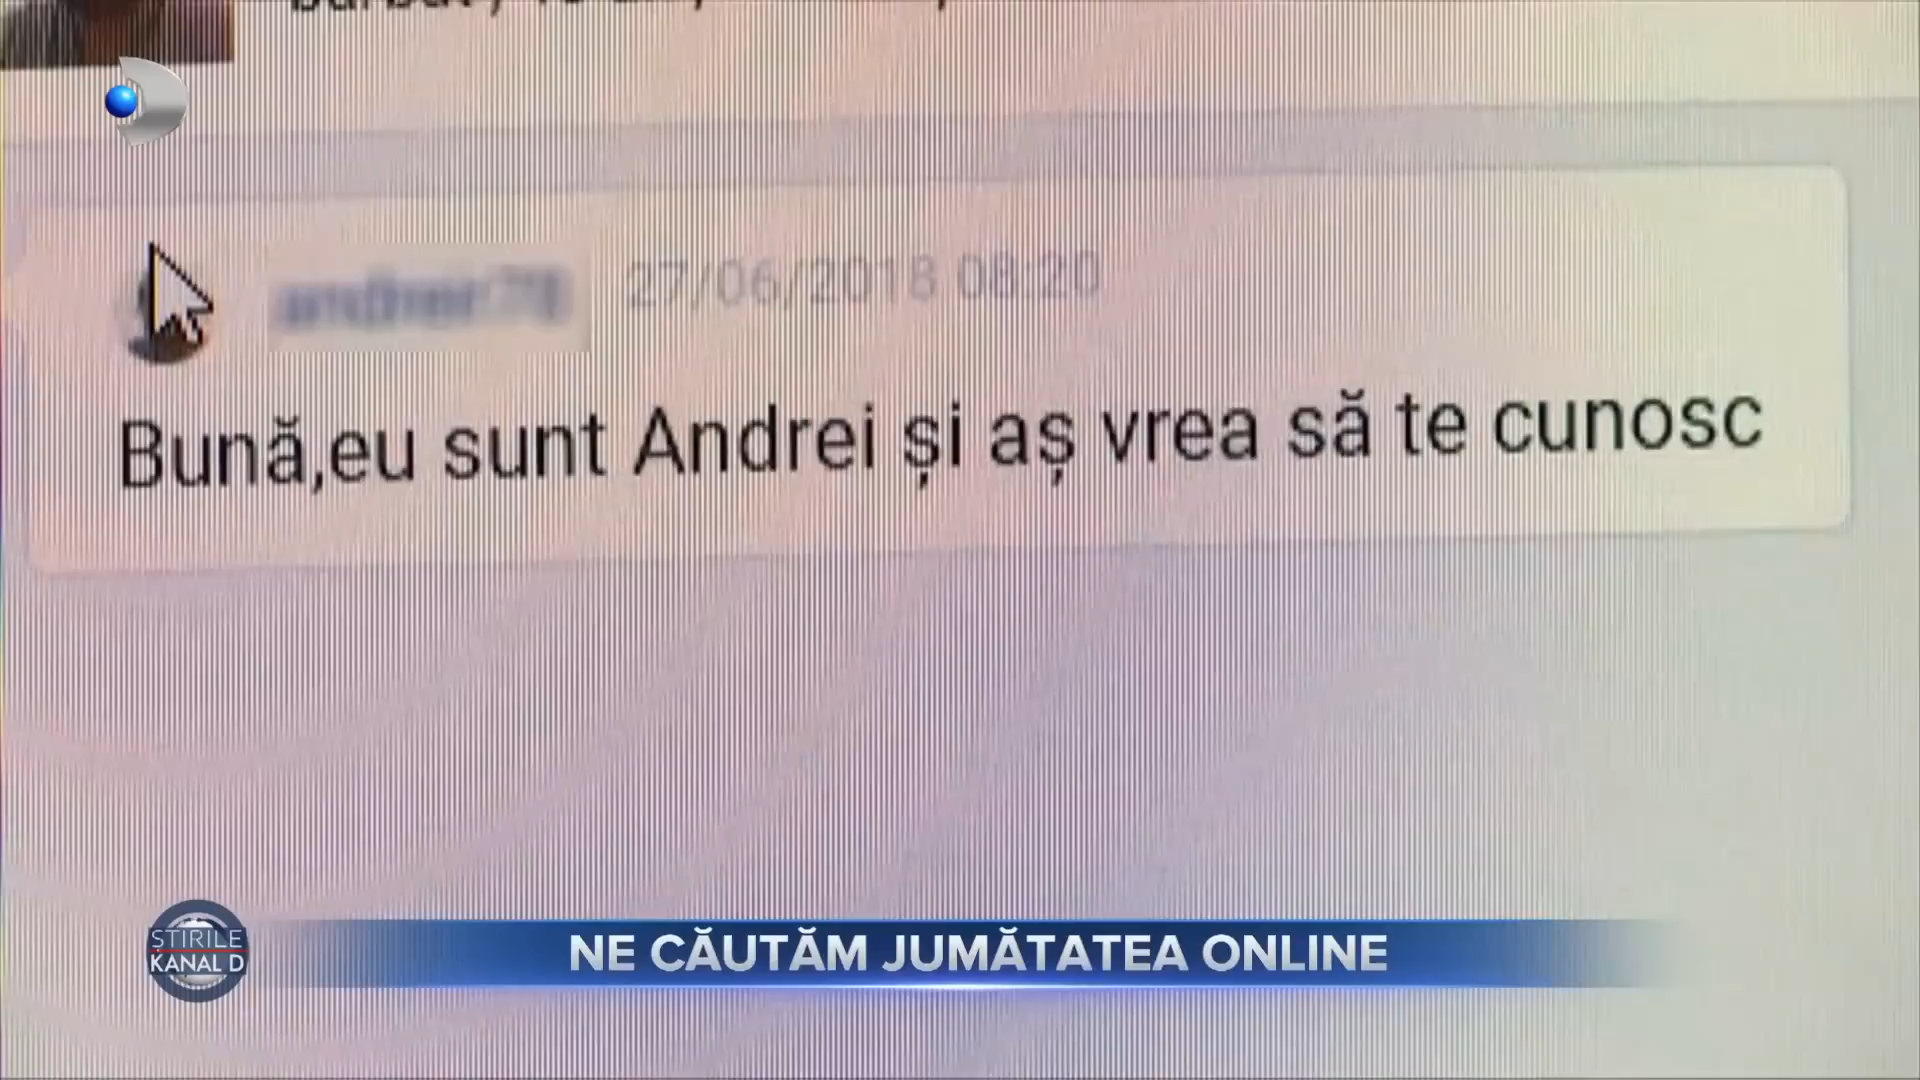 27/06/2018 08:20
Bună,eu sunt Andrei și aș vrea să te cunosc
ȘTIRILE
KANAL D
NE CĂUTĂM JUMĂTATEA ONLINE